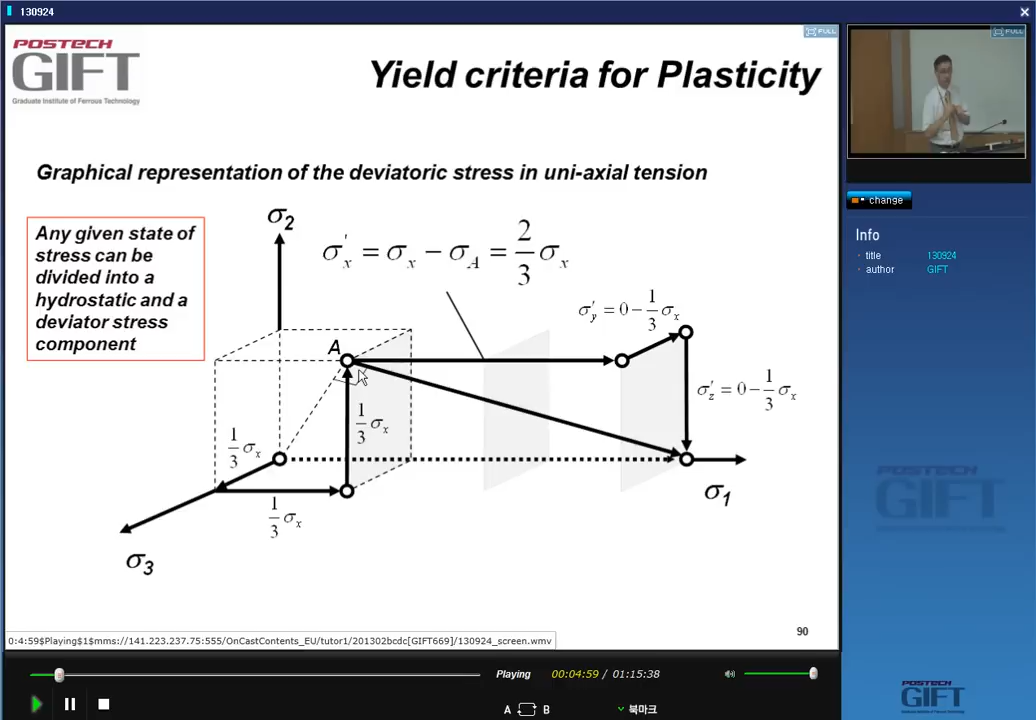 130924
FULL
FULL
POSTECH
GIFT
Graduate Institute of Ferrous Technology
Yield criteria for Plasticity
Graphical representation of the deviatoric stress in uni-axial tension
Any given state of
stress can be
divided into a
hydrostatic and a
deviator stress
component
σ2
σ'x = σx − σA = 2/3 σx
σ'y = 0 − 1/3 σx
A
σ'z = 0 − 1/3 σx
1/3 σx
1/3 σx
1/3 σx
σ1
σ3
90
0:4:59$Playing$1$mms://141.223.237.75:555/OnCastContents_EU/tutor1/201302bcdc[GIFT669]/130924_screen.wmv
change
Info
title 130924
author GIFT
POSTECH
GIFT
Playing 00:04:59 / 01:15:38
A B 북마크
POSTECH
GIFT